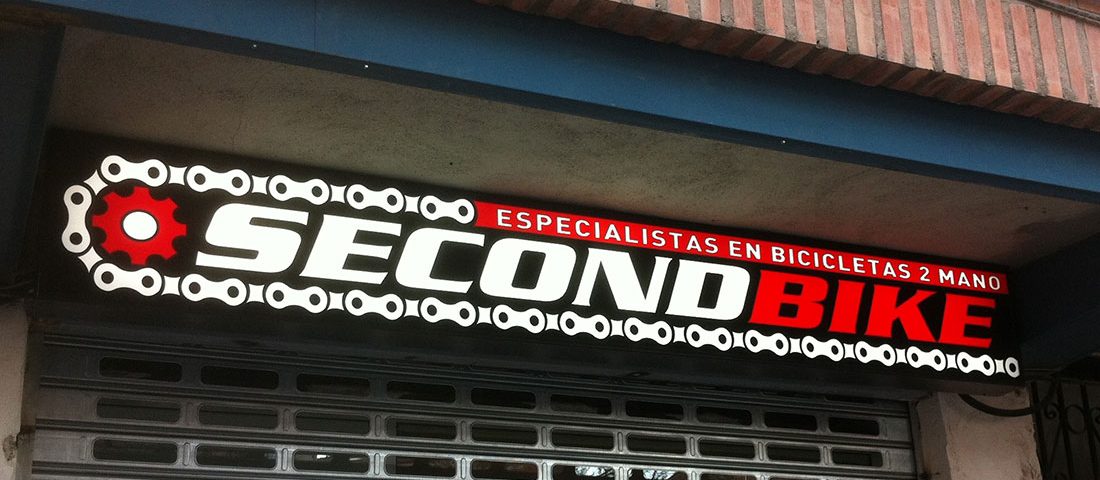 ESPECIALISTAS EN BICICLETAS 2 MANO
SECONDBIKE